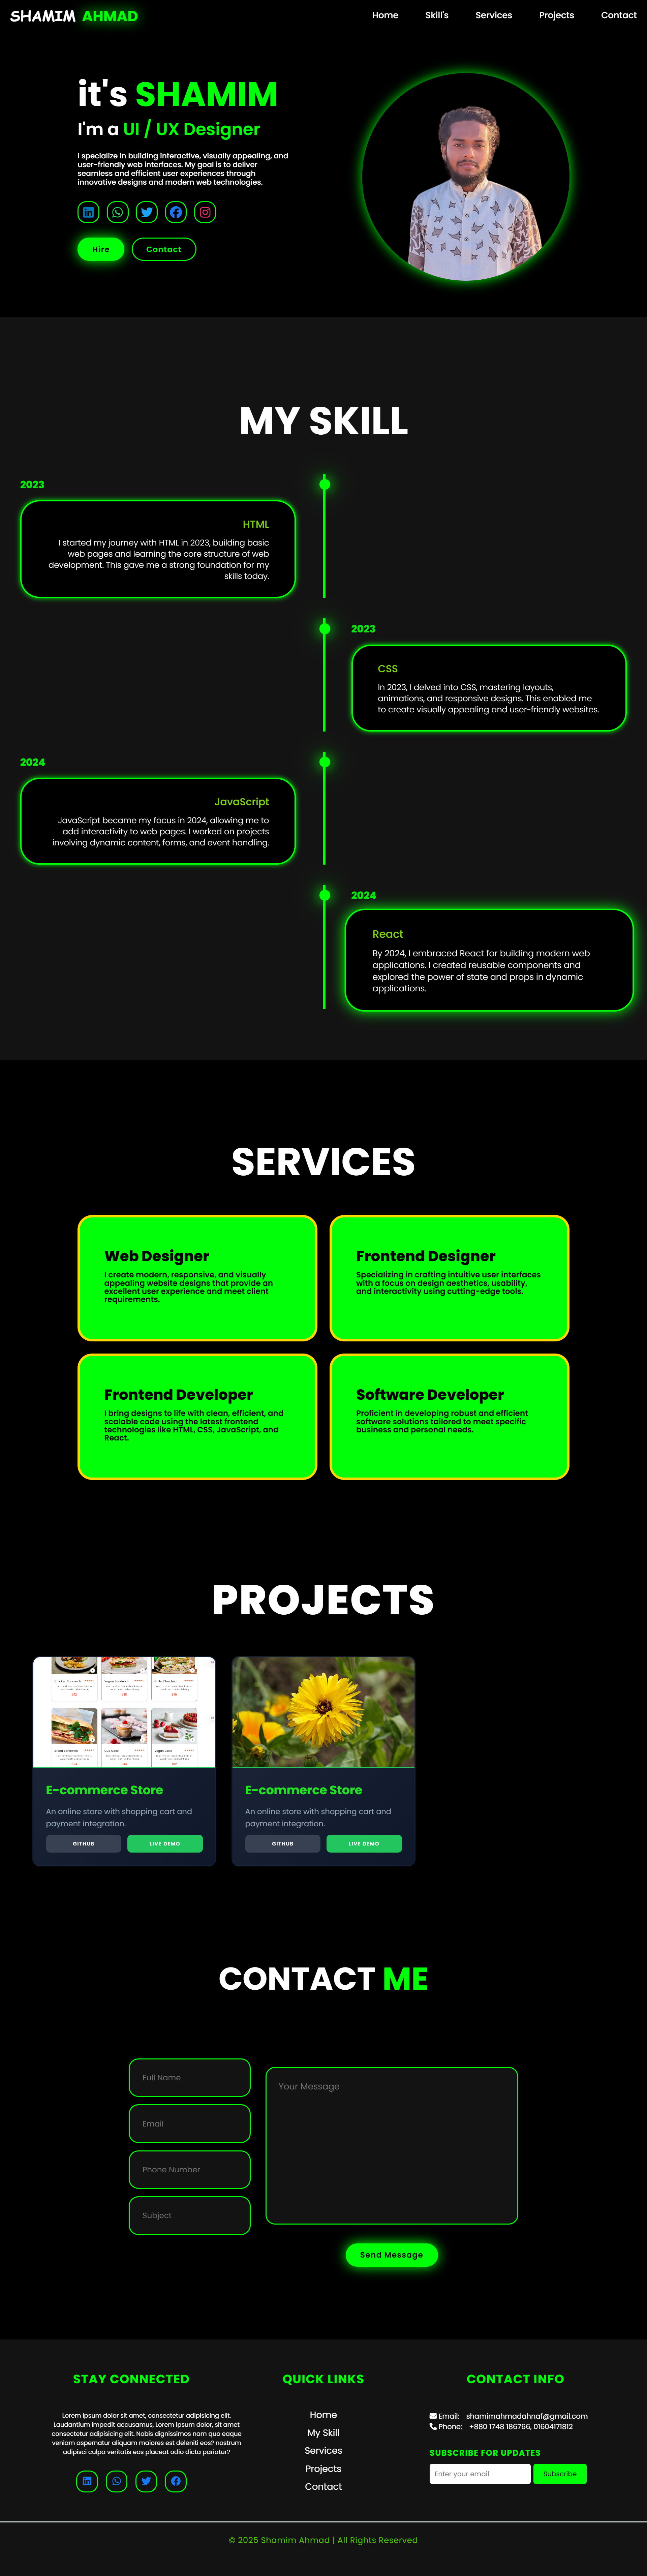 SHAMIM AHMAD
Home
Skill's
Services
Projects
Contact
it's SHAMIM
I'm a UI / UX Designer
I specialize in building interactive, visually appealing, and
user-friendly web interfaces. My goal is to deliver
seamless and efficient user experiences through
innovative designs and modern web technologies.
Hire
Contact
MY SKILL
2023
HTML
I started my journey with HTML in 2023, building basic
web pages and learning the core structure of web
development. This gave me a strong foundation for my
skills today.
2023
CSS
In 2023, I delved into CSS, mastering layouts,
animations, and responsive designs. This enabled me
to create visually appealing and user-friendly websites.
2024
JavaScript
JavaScript became my focus in 2024, allowing me to
add interactivity to web pages. I worked on projects
involving dynamic content, forms, and event handling.
2024
React
By 2024, I embraced React for building modern web
applications. I created reusable components and
explored the power of state and props in dynamic
applications.
SERVICES
Web Designer
I create modern, responsive, and visually
appealing website designs that provide an
excellent user experience and meet client
requirements.
Frontend Designer
Specializing in crafting intuitive user interfaces
with a focus on design aesthetics, usability,
and interactivity using cutting-edge tools.
Frontend Developer
I bring designs to life with clean, efficient, and
scalable code using the latest frontend
technologies like HTML, CSS, JavaScript, and
React.
Software Developer
Proficient in developing robust and efficient
software solutions tailored to meet specific
business and personal needs.
PROJECTS
E-commerce Store
An online store with shopping cart and
payment integration.
GITHUB
LIVE DEMO
E-commerce Store
An online store with shopping cart and
payment integration.
GITHUB
LIVE DEMO
CONTACT ME
Full Name
Email
Phone Number
Subject
Your Message
Send Message
STAY CONNECTED
Lorem ipsum dolor sit amet, consectetur adipisicing elit.
Laudantium impedit accusamus, Lorem ipsum dolor, sit amet
consectetur adipisicing elit. Nobis dignissimos nam quo eaque
veniam aspernatur aliquam maiores est deleniti eos? nostrum
adipisci culpa veritatis eos placeat odio dicta pariatur?
QUICK LINKS
Home
My Skill
Services
Projects
Contact
CONTACT INFO
Email: shamimahmadahnaf@gmail.com
Phone: +880 1748 186766, 01604171812
SUBSCRIBE FOR UPDATES
Enter your email
Subscribe
© 2025 Shamim Ahmad | All Rights Reserved